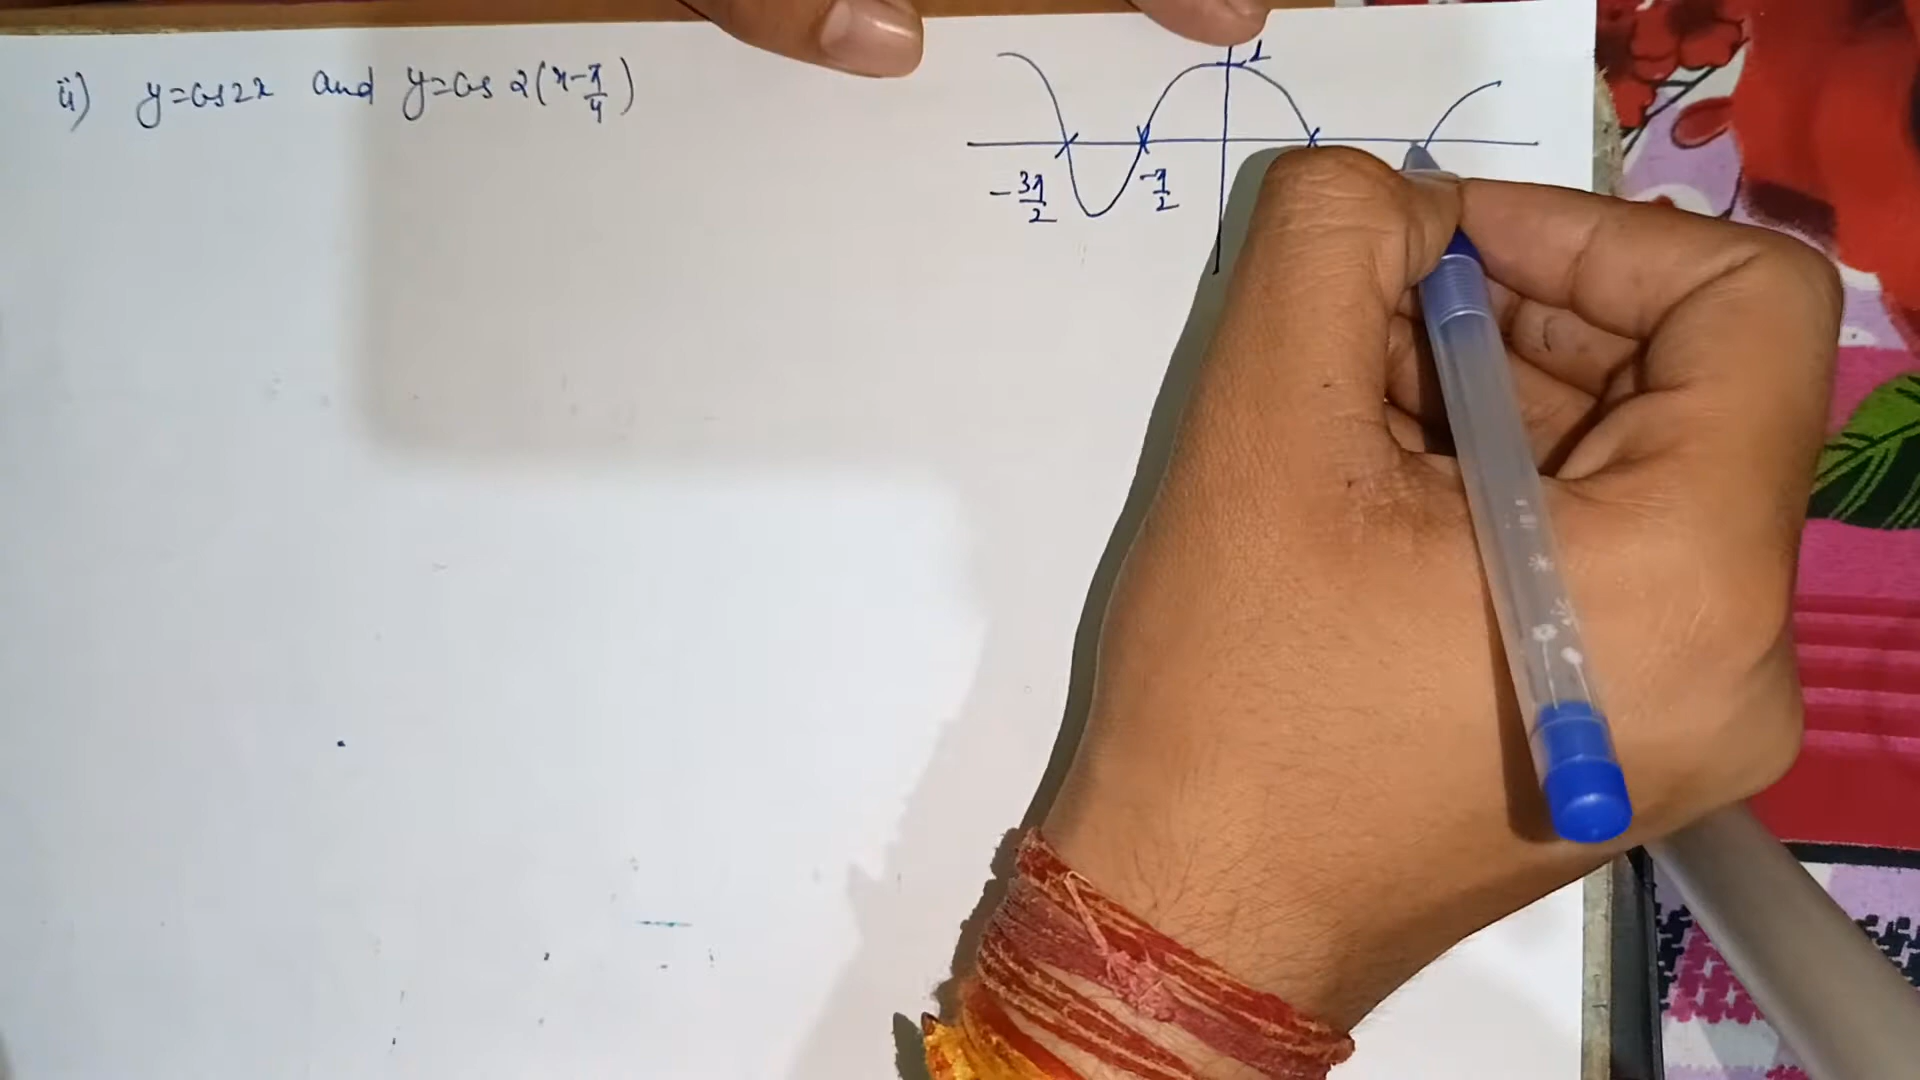 ii) y=cos2x and y=cos 2(x-π/4)
1
-3π/2 -π/2